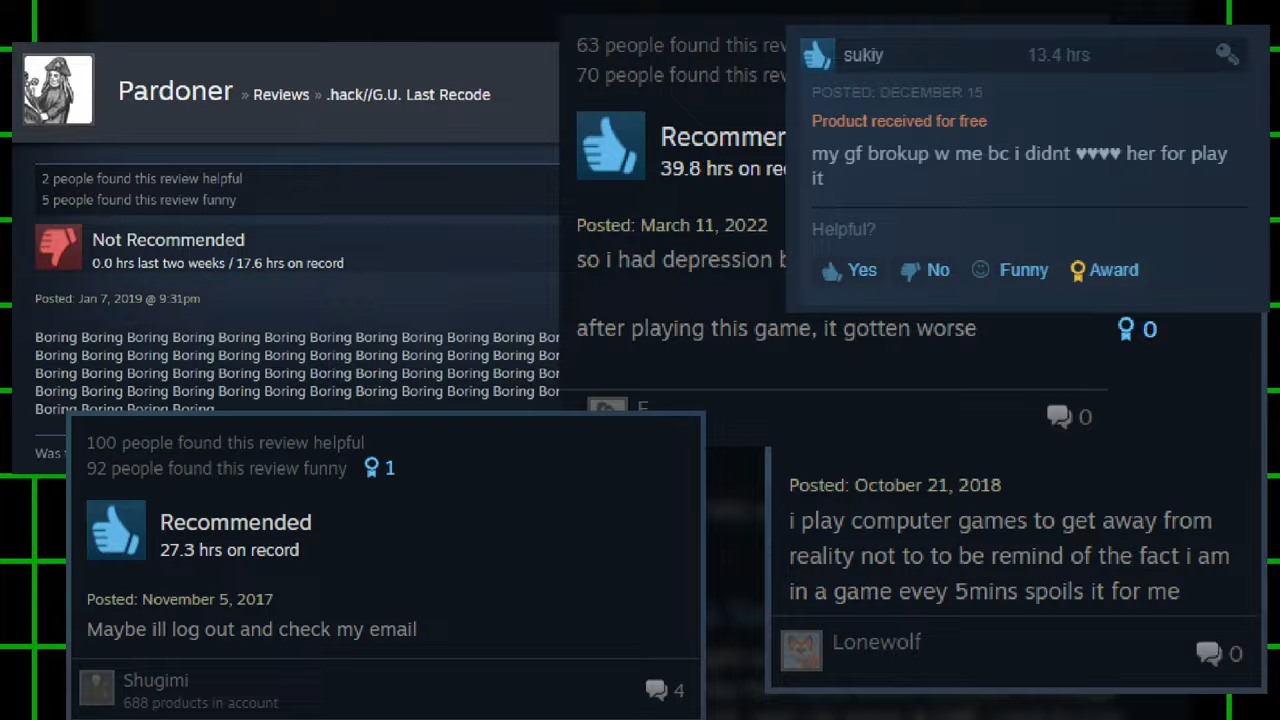 Pardoner » Reviews » .hack//G.U. Last Recode
2 people found this review helpful
5 people found this review funny
Not Recommended
0.0 hrs last two weeks / 17.6 hrs on record
Posted: Jan 7, 2019 @ 9:31pm
Boring Boring Boring Boring Boring Boring Boring Boring Boring Boring Boring Bor
Boring Boring Boring Boring Boring Boring Boring Boring Boring Boring Boring Bor
Boring Boring Boring Boring Boring Boring Boring Boring Boring Boring Boring Bor
Boring Boring Boring Boring Boring Boring Boring Boring Boring Boring Boring Bor
Boring Boring Boring Boring
Was
63 people found this rev
70 people found this rev
Recommen
39.8 hrs on re
Posted: March 11, 2022
so i had depression b
after playing this game, it gotten worse
0
0
sukiy 13.4 hrs
POSTED: DECEMBER 15
Product received for free
my gf brokup w me bc i didnt ♥♥♥♥ her for play
it
Helpful?
Yes No Funny Award
100 people found this review helpful
92 people found this review funny 1
Recommended
27.3 hrs on record
Posted: November 5, 2017
Maybe ill log out and check my email
Shugimi
688 products in account
4
Posted: October 21, 2018
i play computer games to get away from
reality not to to be remind of the fact i am
in a game evey 5mins spoils it for me
Lonewolf
0